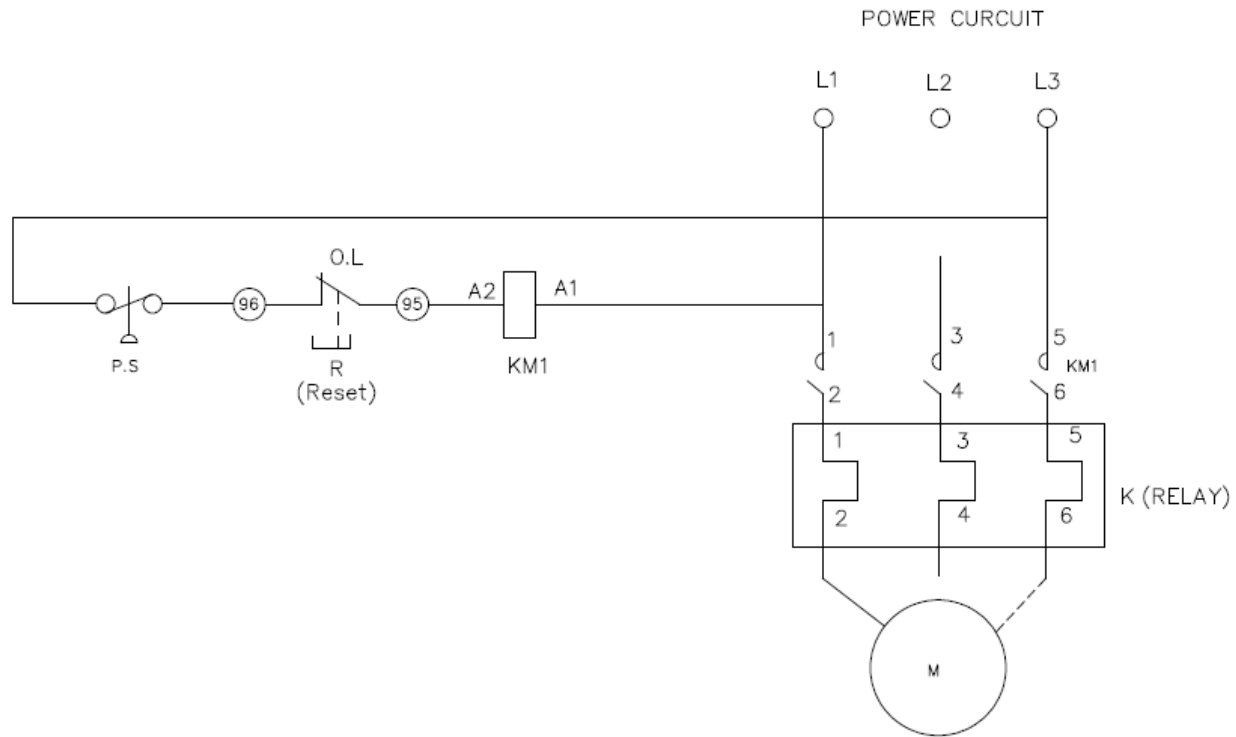 POWER CURCUIT
L1 L2 L3
O.L
96 95 A2 A1
P.S
R
(Reset)
KM1
1 3 5
KM1
2 4 6
1 3 5
K (RELAY)
2 4 6
M